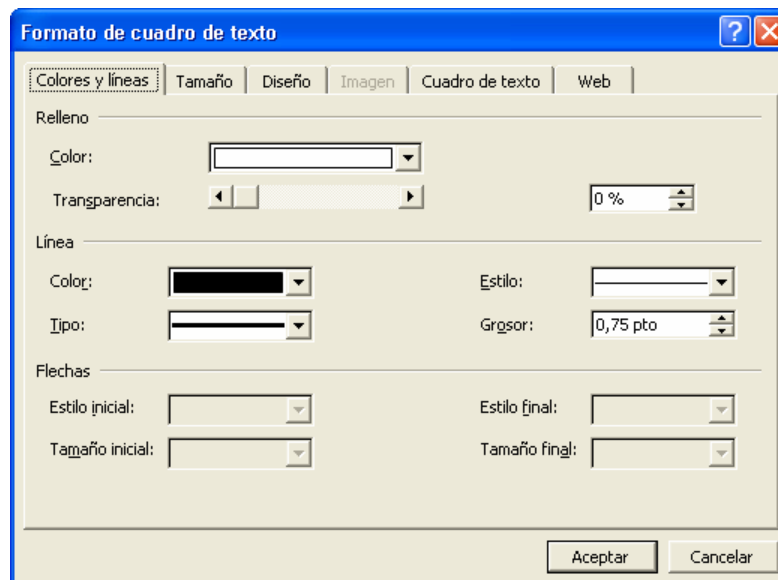 Formato de cuadro de texto
Colores y líneas Tamaño Diseño Imagen Cuadro de texto Web
Relleno
Color:
Transparencia: 0 %
Línea
Color: Estilo:
Tipo: Grosor: 0,75 pto
Flechas
Estilo inicial: Estilo final:
Tamaño inicial: Tamaño final:
Aceptar Cancelar